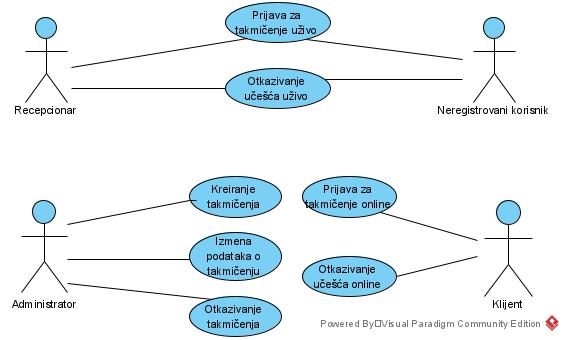 Prijava za
takmičenje uživo
Otkazivanje
učešća uživo
Recepcionar
Neregistrovani korisnik
Kreiranje
takmičenja
Prijava za
takmičenje online
Izmena
podataka o
takmičenju
Otkazivanje
učešća online
Otkazivanje
takmičenja
Administrator
Klijent
Powered By Visual Paradigm Community Edition